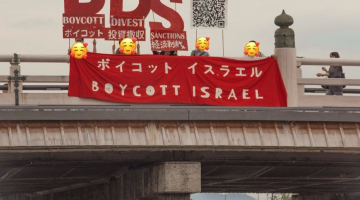 BDS
BOYCOTT DIVEST SANCTIONS
ボイコット 投資撤収 経済制裁
ボイコット イスラエル
BOYCOTT ISRAEL